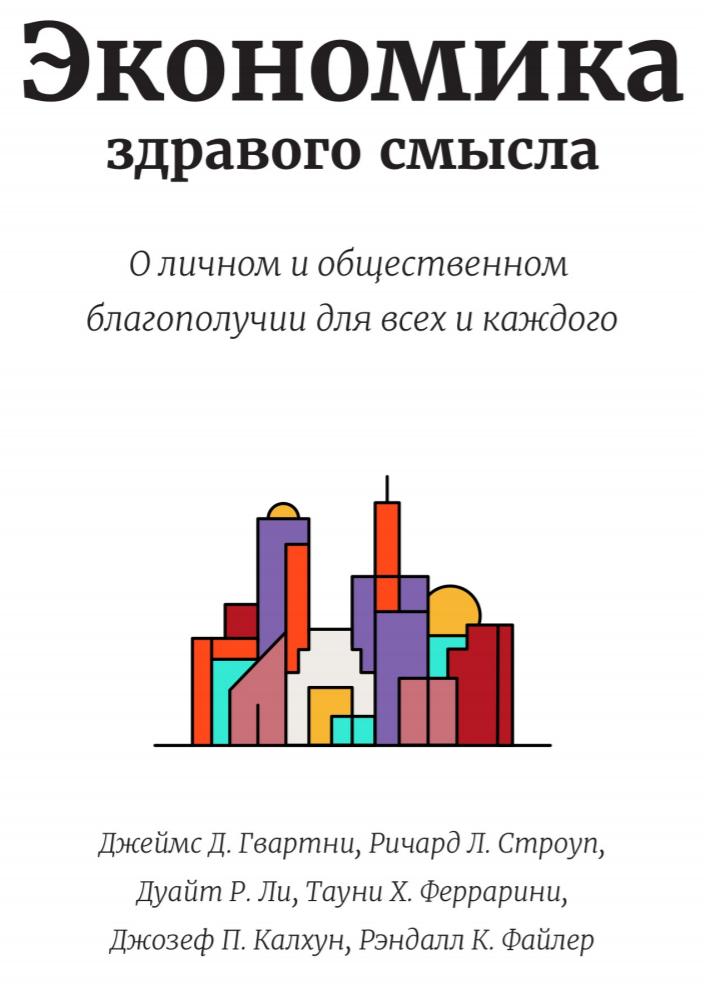 Экономика
здравого смысла
О личном и общественном
благополучии для всех и каждого
Джеймс Д. Гвартни, Ричард Л. Строуп,
Дуайт Р. Ли, Тауни Х. Феррарини,
Джозеф П. Калхун, Рэндалл К. Файлер